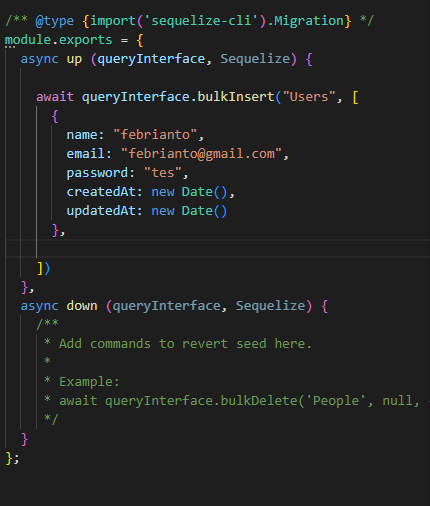 /** @type {import('sequelize-cli').Migration} */
module.exports = {
  async up (queryInterface, Sequelize) {
    await queryInterface.bulkInsert("Users", [
      {
        name: "febrianto",
        email: "febrianto@gmail.com",
        password: "tes",
        createdAt: new Date(),
        updatedAt: new Date()
      },
    ])
  },
  async down (queryInterface, Sequelize) {
    /**
     * Add commands to revert seed here.
     *
     * Example:
     * await queryInterface.bulkDelete('People', null,
     */
  }
};